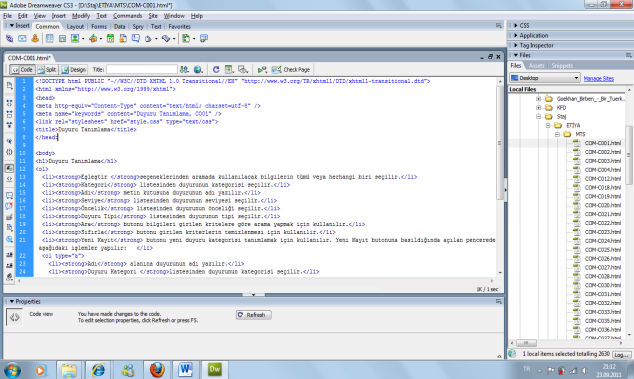 Adobe Dreamweaver CS3 - [D:\Staj\ETİYA\MTS\COM-C001.html*]
File Edit View Insert Modify Text Commands Site Window Help
Insert Common Layout Forms Data Spry Text Favorites
COM-C001.html*
Code Split Design Title: Check Page
1 <!DOCTYPE html PUBLIC "-//W3C//DTD XHTML 1.0 Transitional//EN" "http://www.w3.org/TR/xhtml1/DTD/xhtml1-transitional.dtd">
2 <html xmlns="http://www.w3.org/1999/xhtml">
3 <head>
4 <meta http-equiv="Content-Type" content="text/html; charset=utf-8" />
5 <meta name="keywords" content="Duyuru Tanımlama, C001" />
6 <link rel="stylesheet" href="style.css" type="text/css">
7 <title>Duyuru Tanımlama</title>
8 </head>
9
10 <body>
11 <h1>Duyuru Tanımlama</h1>
12 <ol>
13 <li><strong>Eşleştir </strong>seçeneklerinden aramada kullanılacak bilgilerin tümü veya herhangi biri seçilir.</li>
14 <li><strong>Kategori</strong> listesinden duyurunun kategorisi seçilir.</li>
15 <li><strong>Adı</strong> metin kutusuna duyurunun adı yazılır.</li>
16 <li><strong>Seviye</strong> listesinden duyurunun seviyesi seçilir.</li>
17 <li><strong>Öncelik</strong> listesinden duyurunun önceliği seçilir.</li>
18 <li><strong>Duyuru Tipi</strong> listesinden duyurunun tipi seçilir.</li>
19 <li><strong>Ara</strong> butonu bilgileri girilen kriterlere göre arama yapmak için kullanılır.</li>
20 <li><strong>Sıfırla</strong> butonu girilen kriterlerin temizlenmesi için kullanılır.</li>
21 <li><strong>Yeni Kayıt</strong> butonu yeni duyuru kategorisi tanımlamak için kullanılır. Yeni Kayıt butonuna basıldığında açılan pencerede
aşağıdaki işlemler yapılır: </li>
22 <ol type="a">
23 <li><strong>Adı</strong> alanına duyurunun adı yazılır.</li>
24 <li><strong>Duyuru Kategori </strong>listesinden duyurunun kategorisi seçilir.</li>
1K / 1 sec
Properties
Code view
You have made changes to the code.
To edit selection properties, click Refresh or press F5.
Refresh
CSS
Application
Tag Inspector
Files
Files Assets Snippets
Desktop Manage Sites
Local Files
Goekhan_Birben_-_Bir_Tuerk...
KFD
Staj
ETİYA
MTS
COM-C001.html
COM-C002.html
COM-C003.html
COM-C004.html
COM-C012.html
COM-C018.html
COM-C019.html
COM-C020.html
COM-C021.html
COM-C022.html
COM-C025.html
COM-C026.html
COM-C027.html
COM-C028.html
COM-C030.html
COM-C031.html
COM-C032.html
COM-C033.html
COM-C035.html
COM-C036.html
COM-C037.html
1 local items selected totalling 2630 Log...
TR
21:12
23.09.2011